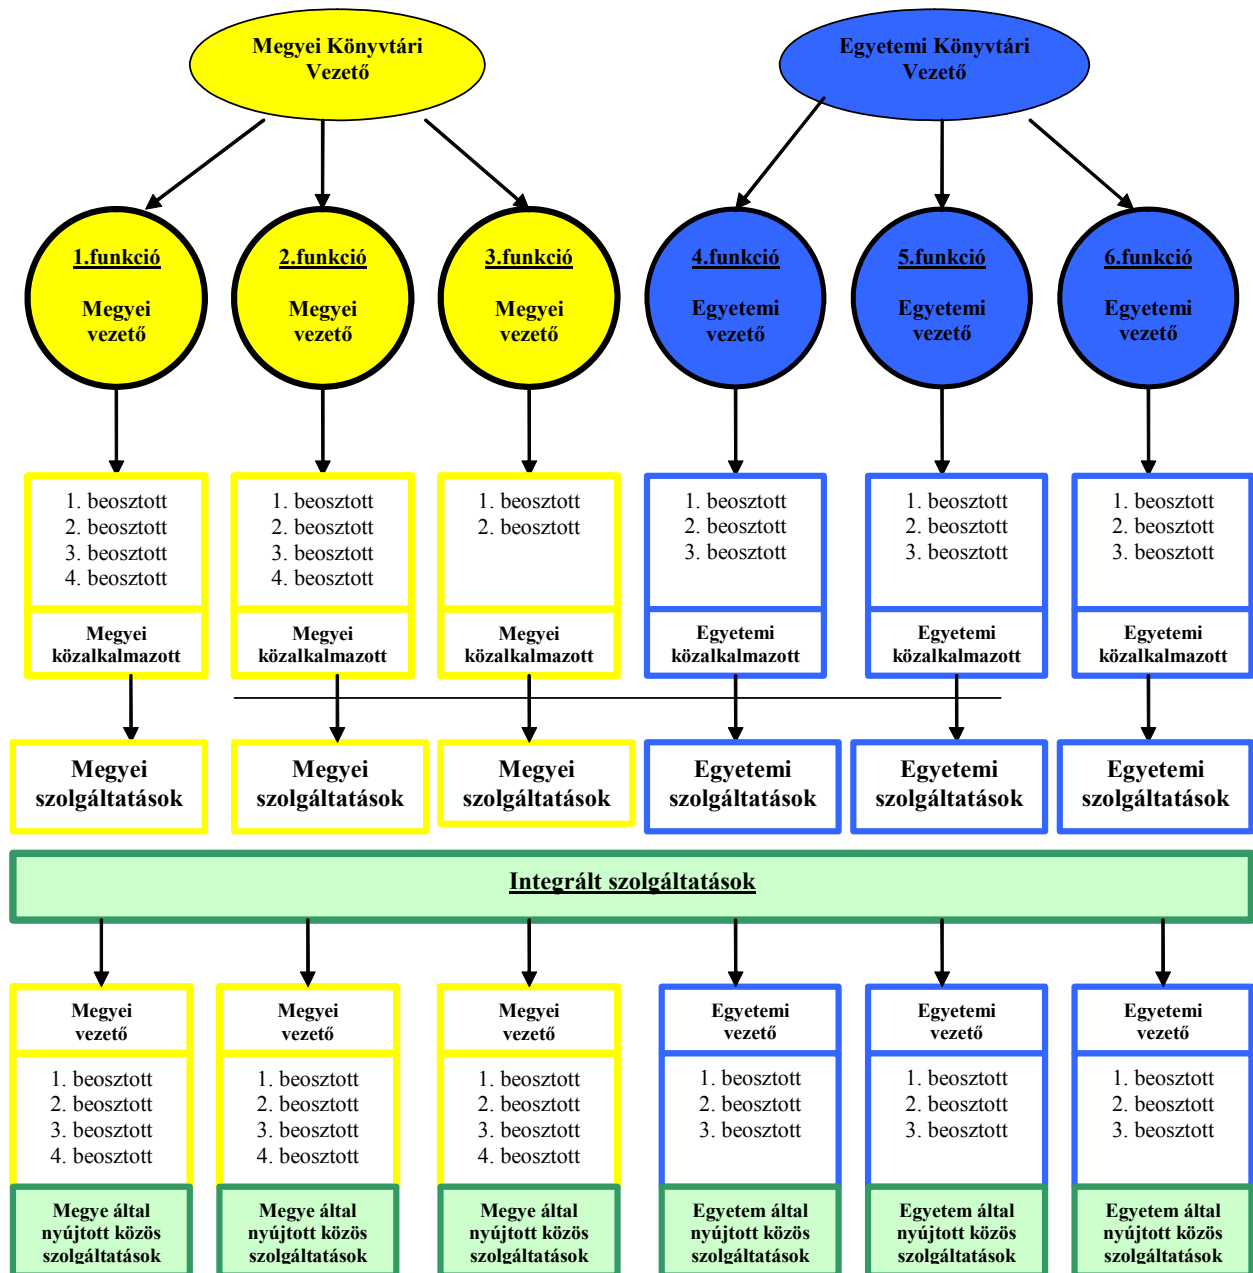 Megyei Könyvtári
Vezető
Egyetemi Könyvtári
Vezető
1.funkció
Megyei
vezető
2.funkció
Megyei
vezető
3.funkció
Megyei
vezető
4.funkció
Egyetemi
vezető
5.funkció
Egyetemi
vezető
6.funkció
Egyetemi
vezető
1. beosztott
2. beosztott
3. beosztott
4. beosztott
Megyei
közalkalmazott
1. beosztott
2. beosztott
3. beosztott
4. beosztott
Megyei
közalkalmazott
1. beosztott
2. beosztott
Megyei
közalkalmazott
1. beosztott
2. beosztott
3. beosztott
Egyetemi
közalkalmazott
1. beosztott
2. beosztott
3. beosztott
Egyetemi
közalkalmazott
1. beosztott
2. beosztott
3. beosztott
Egyetemi
közalkalmazott
Megyei
szolgáltatások
Megyei
szolgáltatások
Megyei
szolgáltatások
Egyetemi
szolgáltatások
Egyetemi
szolgáltatások
Egyetemi
szolgáltatások
Integrált szolgáltatások
Megyei
vezető
1. beosztott
2. beosztott
3. beosztott
4. beosztott
Megye által
nyújtott közös
szolgáltatások
Megyei
vezető
1. beosztott
2. beosztott
3. beosztott
4. beosztott
Megye által
nyújtott közös
szolgáltatások
Megyei
vezető
1. beosztott
2. beosztott
3. beosztott
4. beosztott
Megye által
nyújtott közös
szolgáltatások
Egyetemi
vezető
1. beosztott
2. beosztott
3. beosztott
Egyetem által
nyújtott közös
szolgáltatások
Egyetemi
vezető
1. beosztott
2. beosztott
3. beosztott
Egyetem által
nyújtott közös
szolgáltatások
Egyetemi
vezető
1. beosztott
2. beosztott
3. beosztott
Egyetem által
nyújtott közös
szolgáltatások